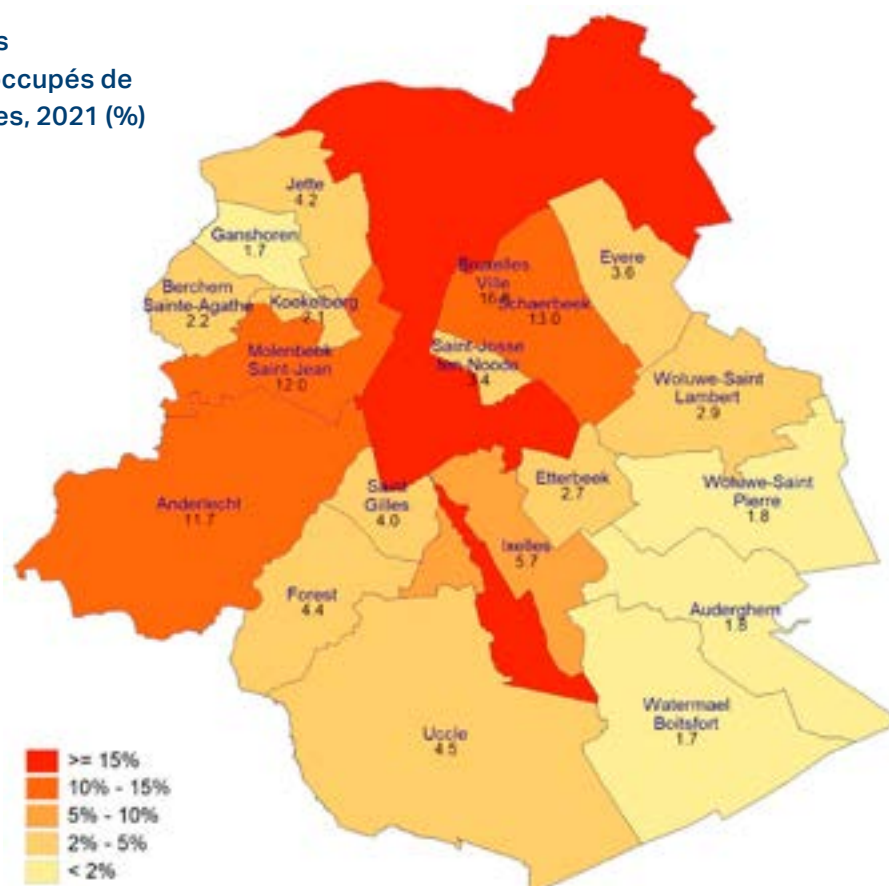 s
occupés de
es, 2021 (%)
Jette
4.2
Ganshoren
1.7
Berchem
Sainte-Agathe
2.2
Koekelberg
2.1
Molenbeek
Saint-Jean
12.0
Bruxelles
Ville
Schaerbeek
13.0
Evere
3.6
Saint-Josse
ten Noode
3.4
Woluwe-Saint
Lambert
2.9
Anderlecht
11.7
Saint
Gilles
4.0
Etterbeek
2.7
Woluwe-Saint
Pierre
1.8
Ixelles
5.7
Forest
4.4
Auderghem
Uccle
4.5
Watermael
Boitsfort
1.7
>= 15%
10% - 15%
5% - 10%
2% - 5%
< 2%